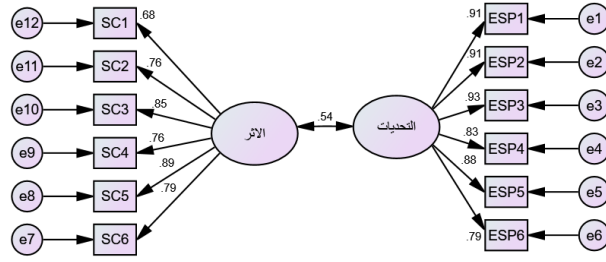 e12
SC1
.68
ESP1
.91
e1
e11
SC2
.76
ESP2
.91
e2
e10
SC3
.85
ESP3
.93
e3
الاثر
.54
التحديات
e9
SC4
.76
ESP4
.83
e4
e8
SC5
.89
ESP5
.88
e5
e7
SC6
.79
ESP6
.79
e6